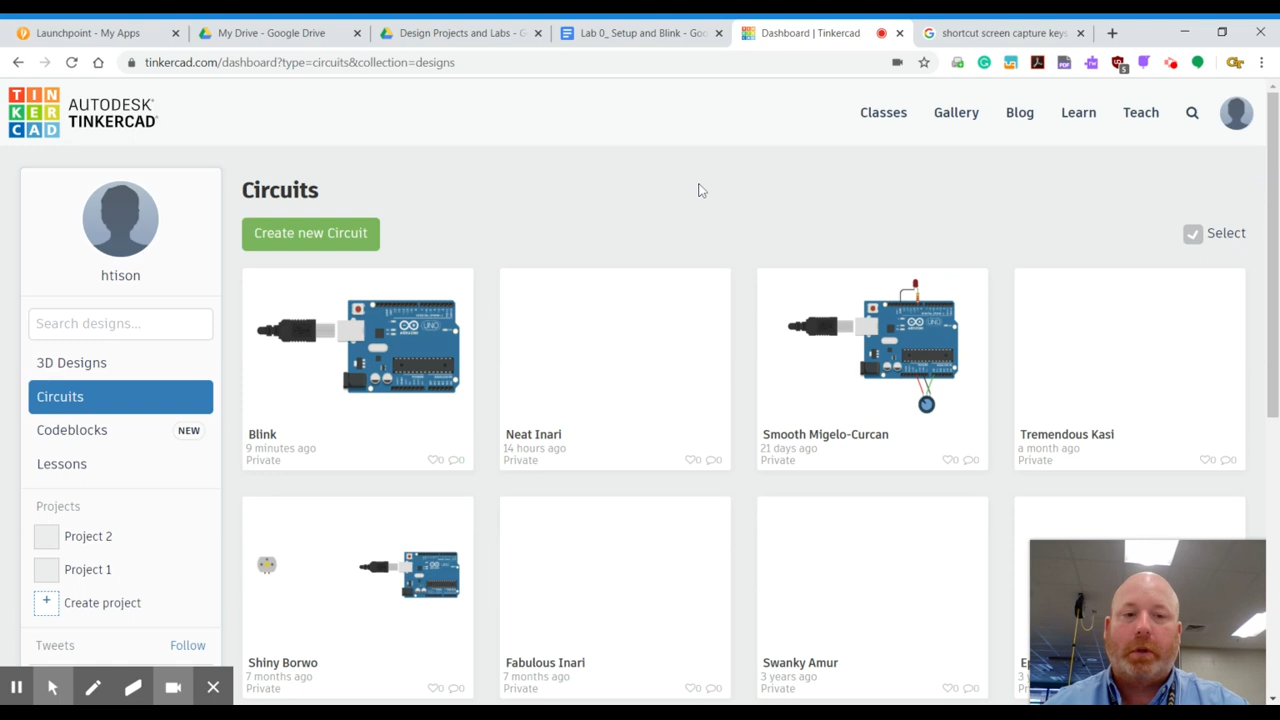 Launchpoint - My Apps
My Drive - Google Drive
Design Projects and Labs - G
Lab 0_ Setup and Blink - Goo
Dashboard | Tinkercad
shortcut screen capture keys
tinkercad.com/dashboard?type=circuits&collection=designs
5
TIN
KER
CAD
AUTODESK
TINKERCAD
Classes
Gallery
Blog
Learn
Teach
htison
Search designs...
3D Designs
Circuits
Codeblocks NEW
Lessons
Projects
Project 2
Project 1
+ Create project
Tweets Follow
Circuits
Create new Circuit
Select
Blink
9 minutes ago
Private
0 0
Neat Inari
14 hours ago
Private
0 0
Smooth Migelo-Curcan
21 days ago
Private
0 0
Tremendous Kasi
a month ago
Private
0 0
Shiny Borwo
7 months ago
Private
0 0
Fabulous Inari
7 months ago
Private
0 0
Swanky Amur
3 years ago
Private
0 0